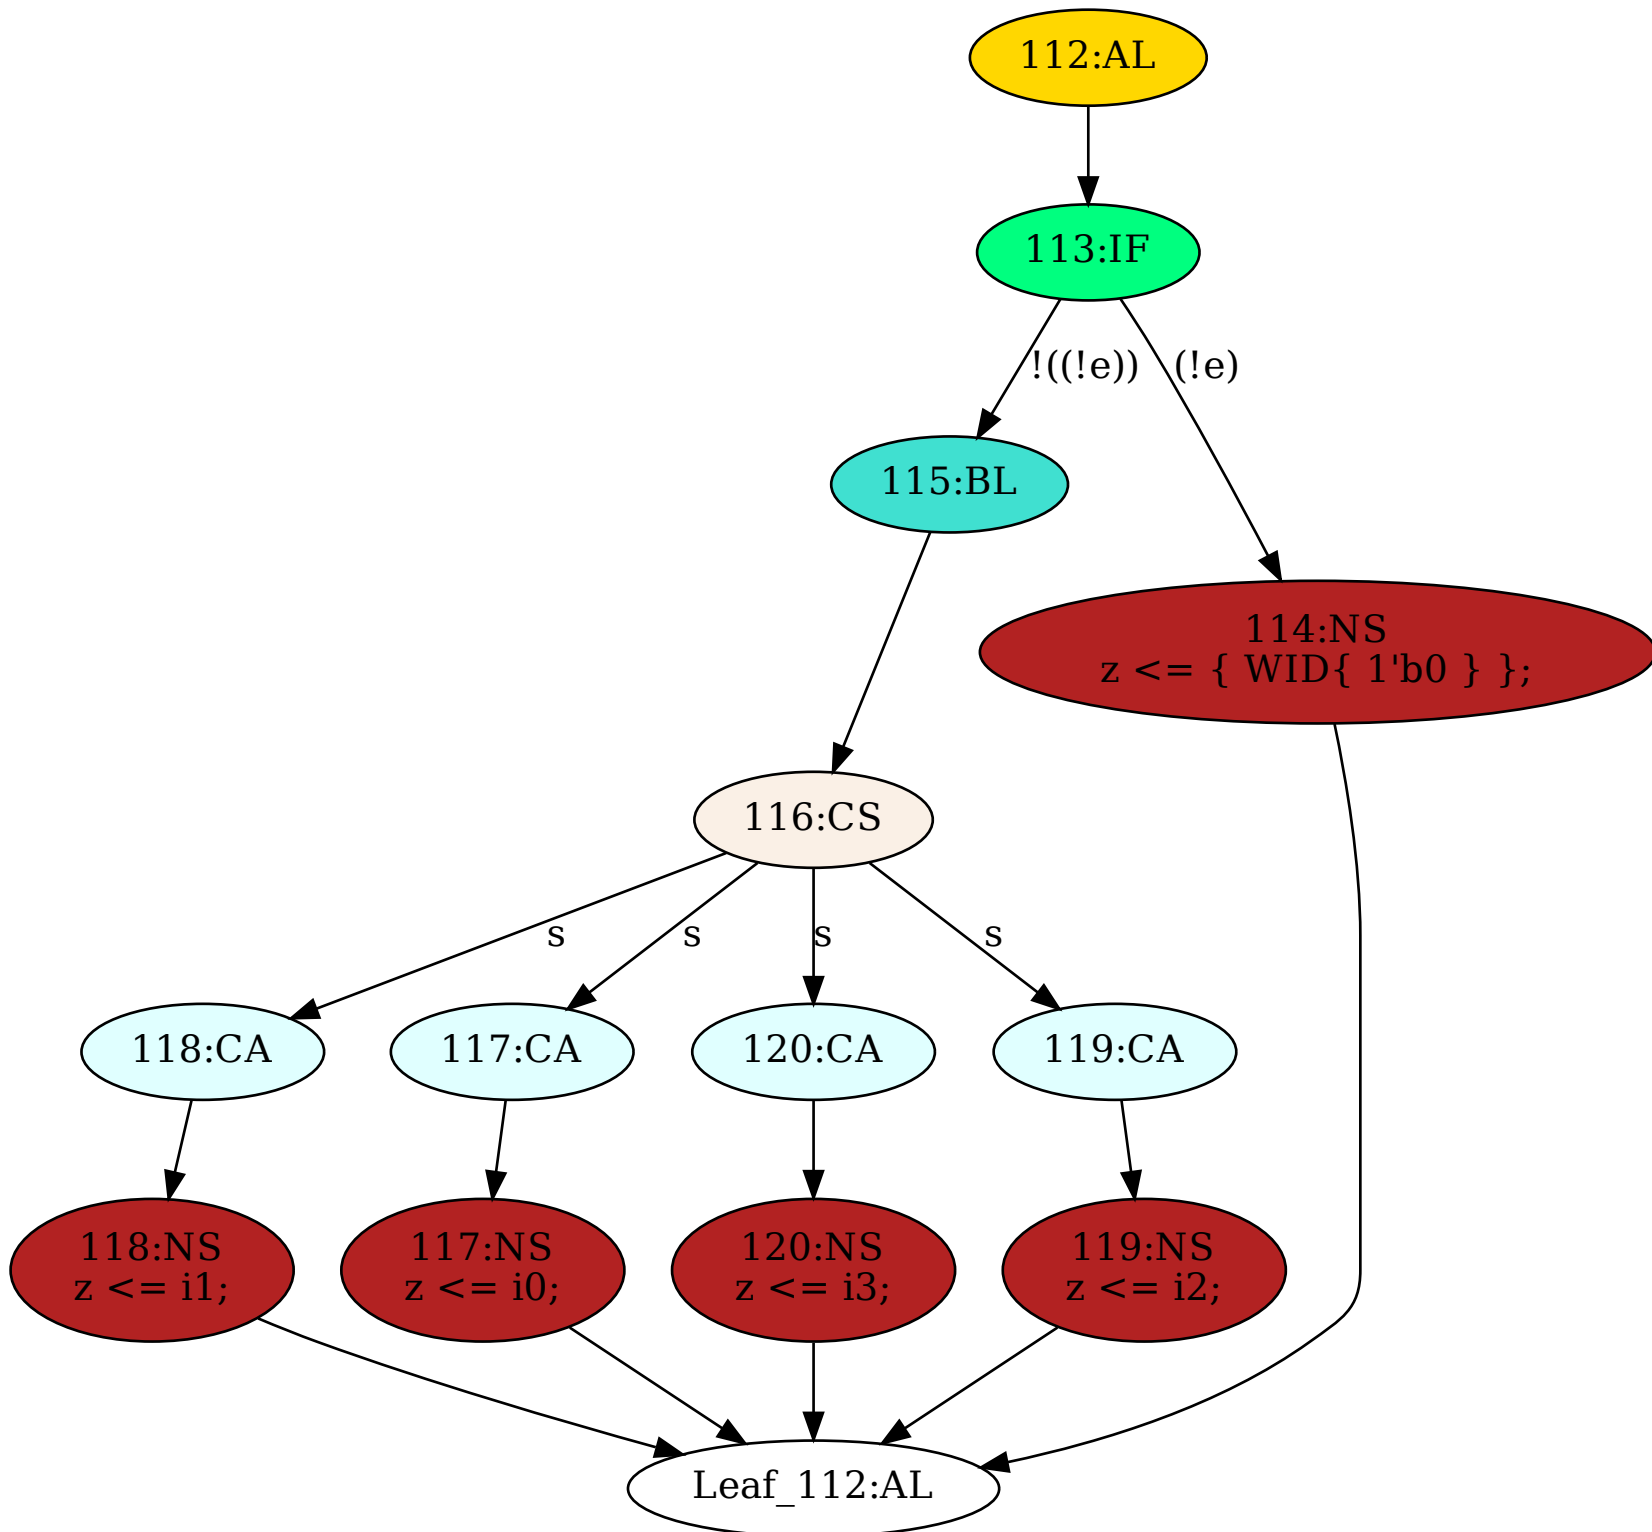 112:AL
113:IF
!((!e))
(!e)
115:BL
114:NS
z <= { WID{ 1'b0 } };
116:CS
s
s
s
s
118:CA
117:CA
120:CA
119:CA
118:NS
z <= i1;
117:NS
z <= i0;
120:NS
z <= i3;
119:NS
z <= i2;
Leaf_112:AL